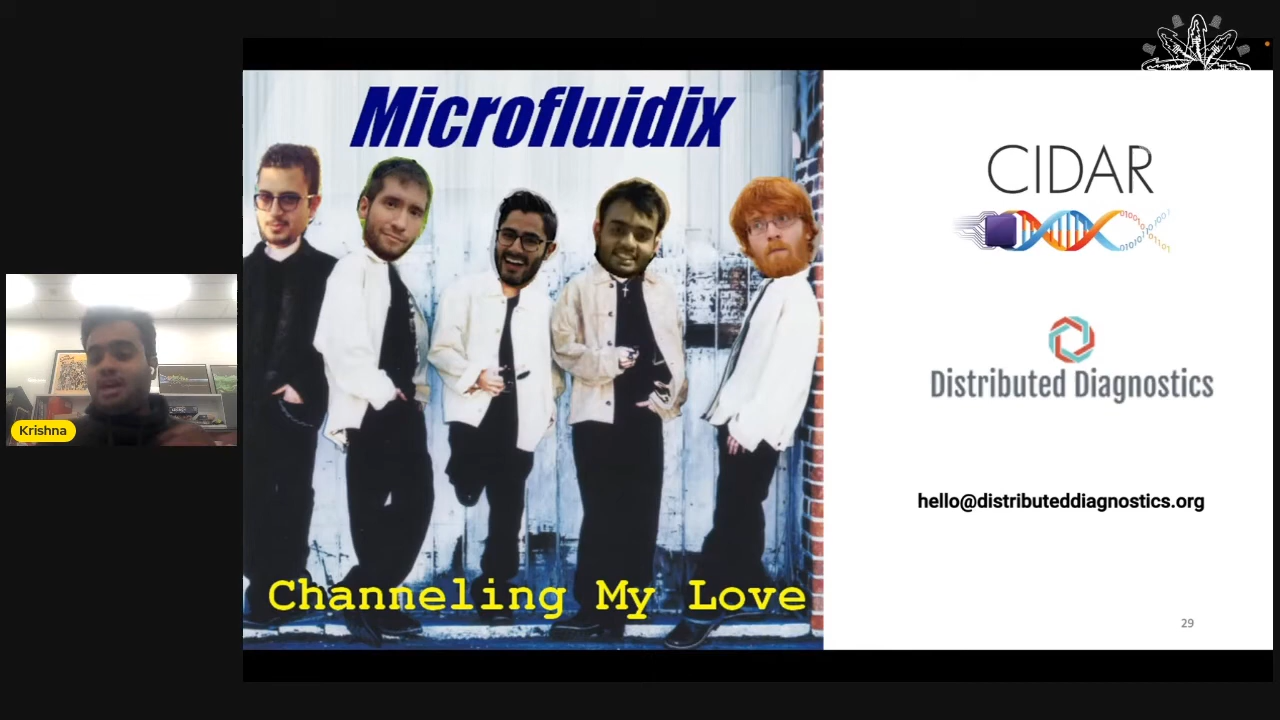 Microfluidix
Channeling My Love
CIDAR
Distributed Diagnostics
hello@distributeddiagnostics.org
29
Krishna